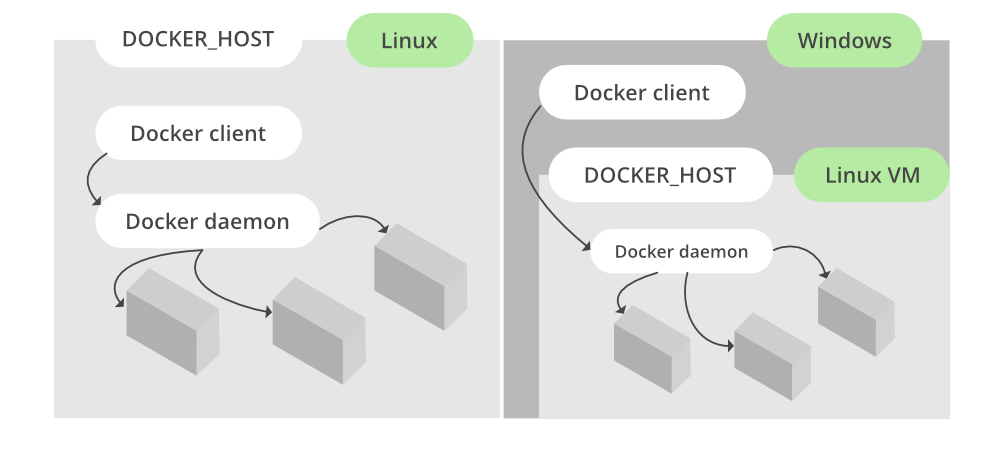 DOCKER_HOST
Linux
Docker client
Docker daemon
Windows
Docker client
DOCKER_HOST
Linux VM
Docker daemon